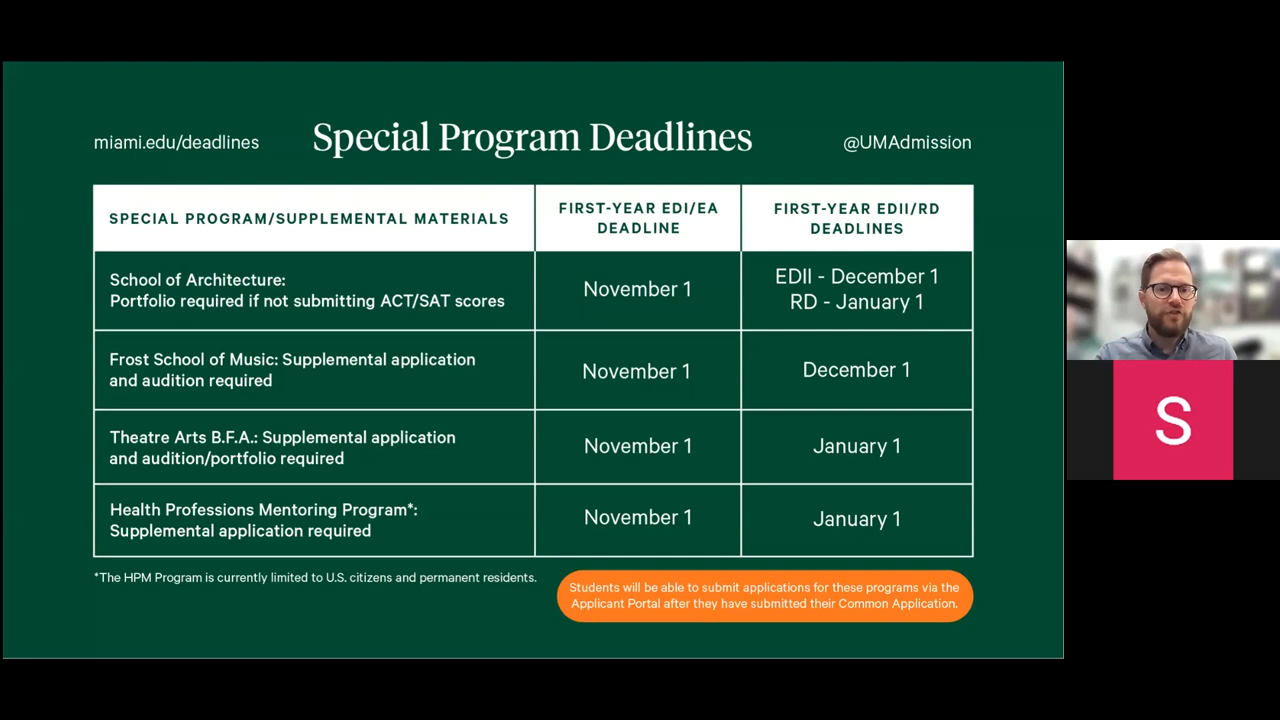 miami.edu/deadlines
Special Program Deadlines
@UMAdmission
SPECIAL PROGRAM/SUPPLEMENTAL MATERIALS
FIRST-YEAR EDI/EA
DEADLINE
FIRST-YEAR EDII/RD
DEADLINES
School of Architecture:
Portfolio required if not submitting ACT/SAT scores
November 1
EDII - December 1
RD - January 1
Frost School of Music: Supplemental application
and audition required
November 1
December 1
Theatre Arts B.F.A.: Supplemental application
and audition/portfolio required
November 1
January 1
Health Professions Mentoring Program*:
Supplemental application required
November 1
January 1
*The HPM Program is currently limited to U.S. citizens and permanent residents.
Students will be able to submit applications for these programs via the
Applicant Portal after they have submitted their Common Application.
S